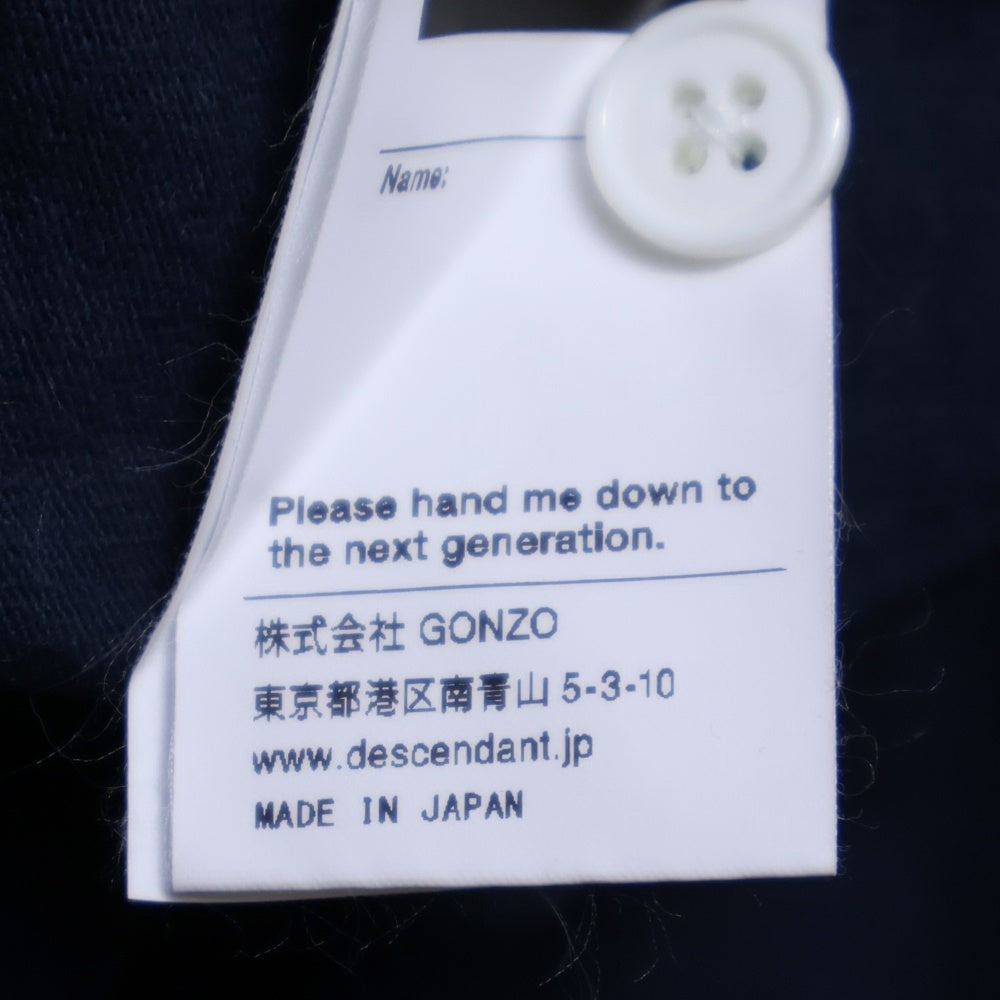 Name:
Please hand me down to
the next generation.
株式会社 GONZO
東京都港区南青山 5-3-10
www.descendant.jp
MADE IN JAPAN